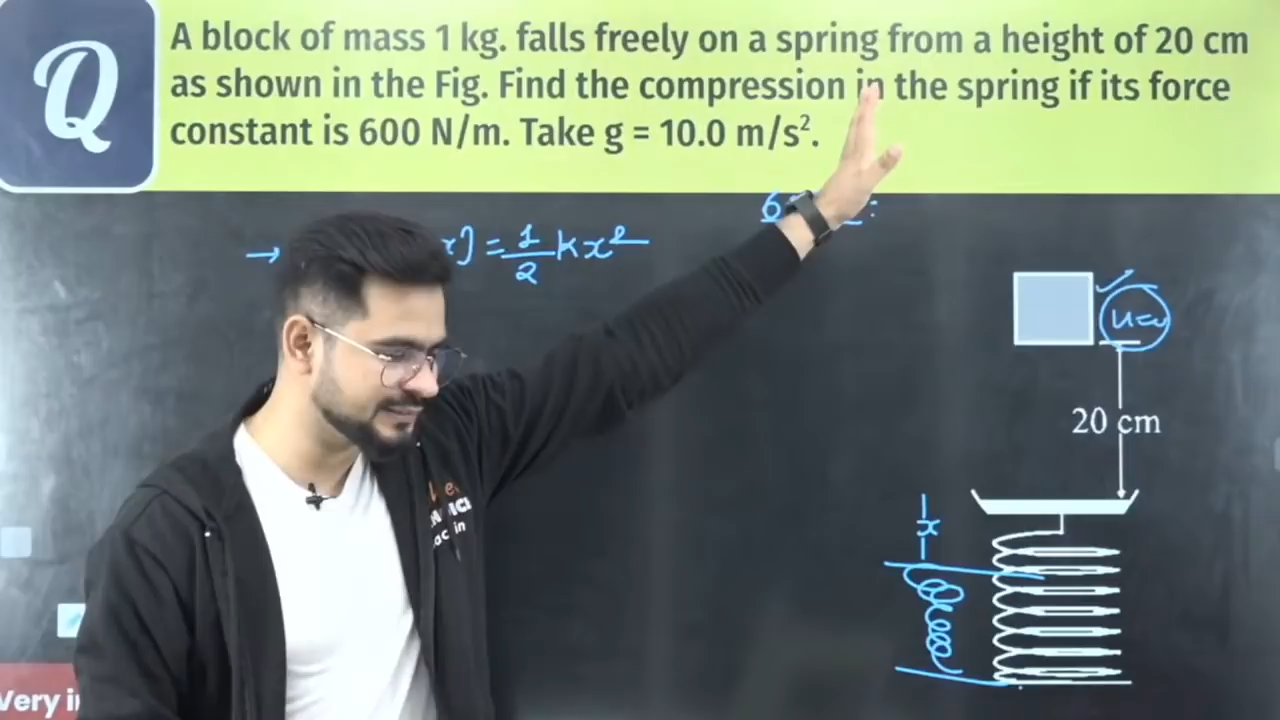 Q
A block of mass 1 kg. falls freely on a spring from a height of 20 cm
as shown in the Fig. Find the compression in the spring if its force
constant is 600 N/m. Take g = 10.0 m/s².
→ x) = 1/2 kx²
20 cm
x
Very